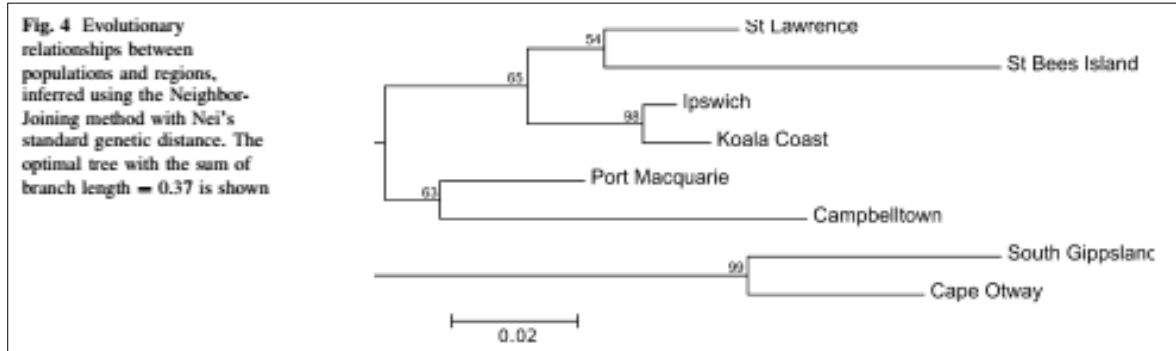 Fig. 4 Evolutionary
relationships between
populations and regions,
inferred using the Neighbor-
Joining method with Nei's
standard genetic distance. The
optimal tree with the sum of
branch length = 0.37 is shown
St Lawrence
54
St Bees Island
65
Ipswich
98
Koala Coast
Port Macquarie
63
Campbelltown
South Gippsland
99
Cape Otway
0.02